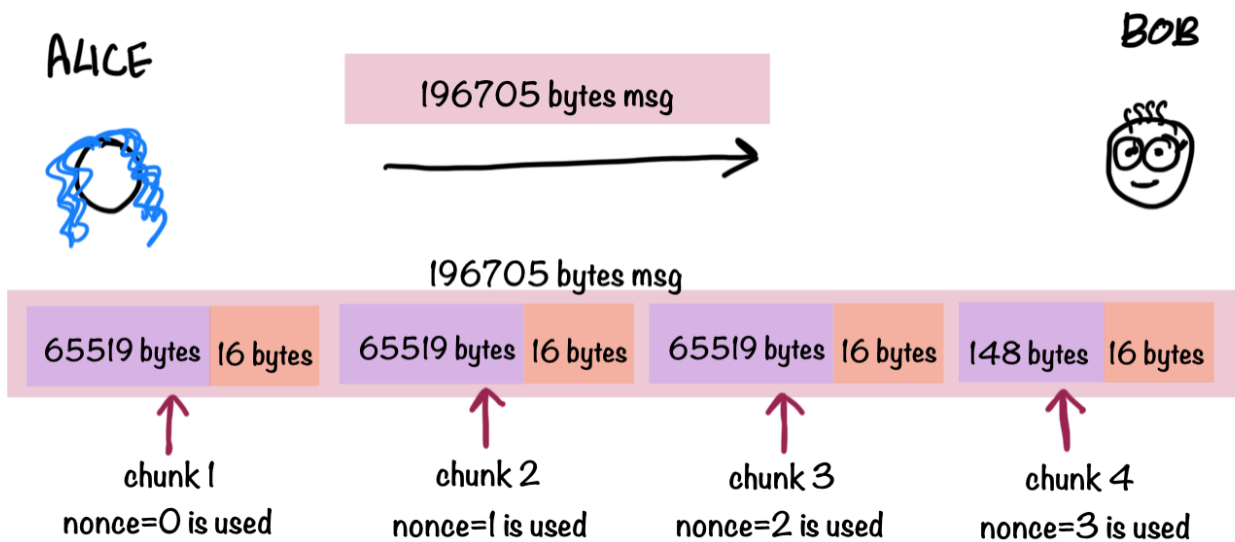 ALICE
BOB
196705 bytes msg
196705 bytes msg
65519 bytes 16 bytes 65519 bytes 16 bytes 65519 bytes 16 bytes 148 bytes 16 bytes
chunk 1 chunk 2 chunk 3 chunk 4
nonce=0 is used nonce=1 is used nonce=2 is used nonce=3 is used